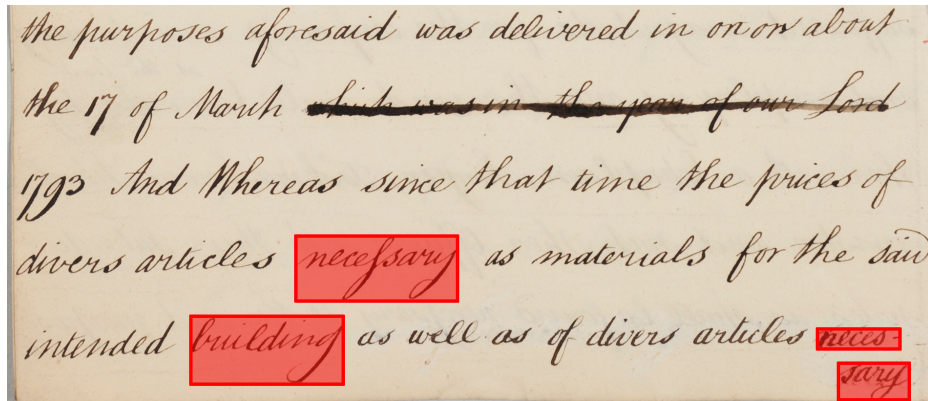 the purposes aforesaid was delivered in on or about
the 17 of March which was in the year of our Lord
1793 And Whereas since that time the prices of
divers articles neceſsary as materials for the said
intended building as well as of divers articles neces-
sary